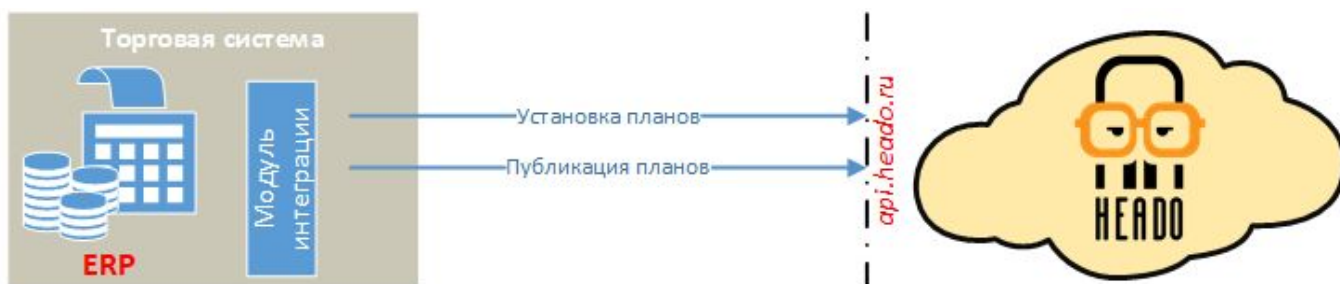 Торговая система
ERP
Модуль
интеграции
Установка планов
Публикация планов
api.heado.ru
HEADO